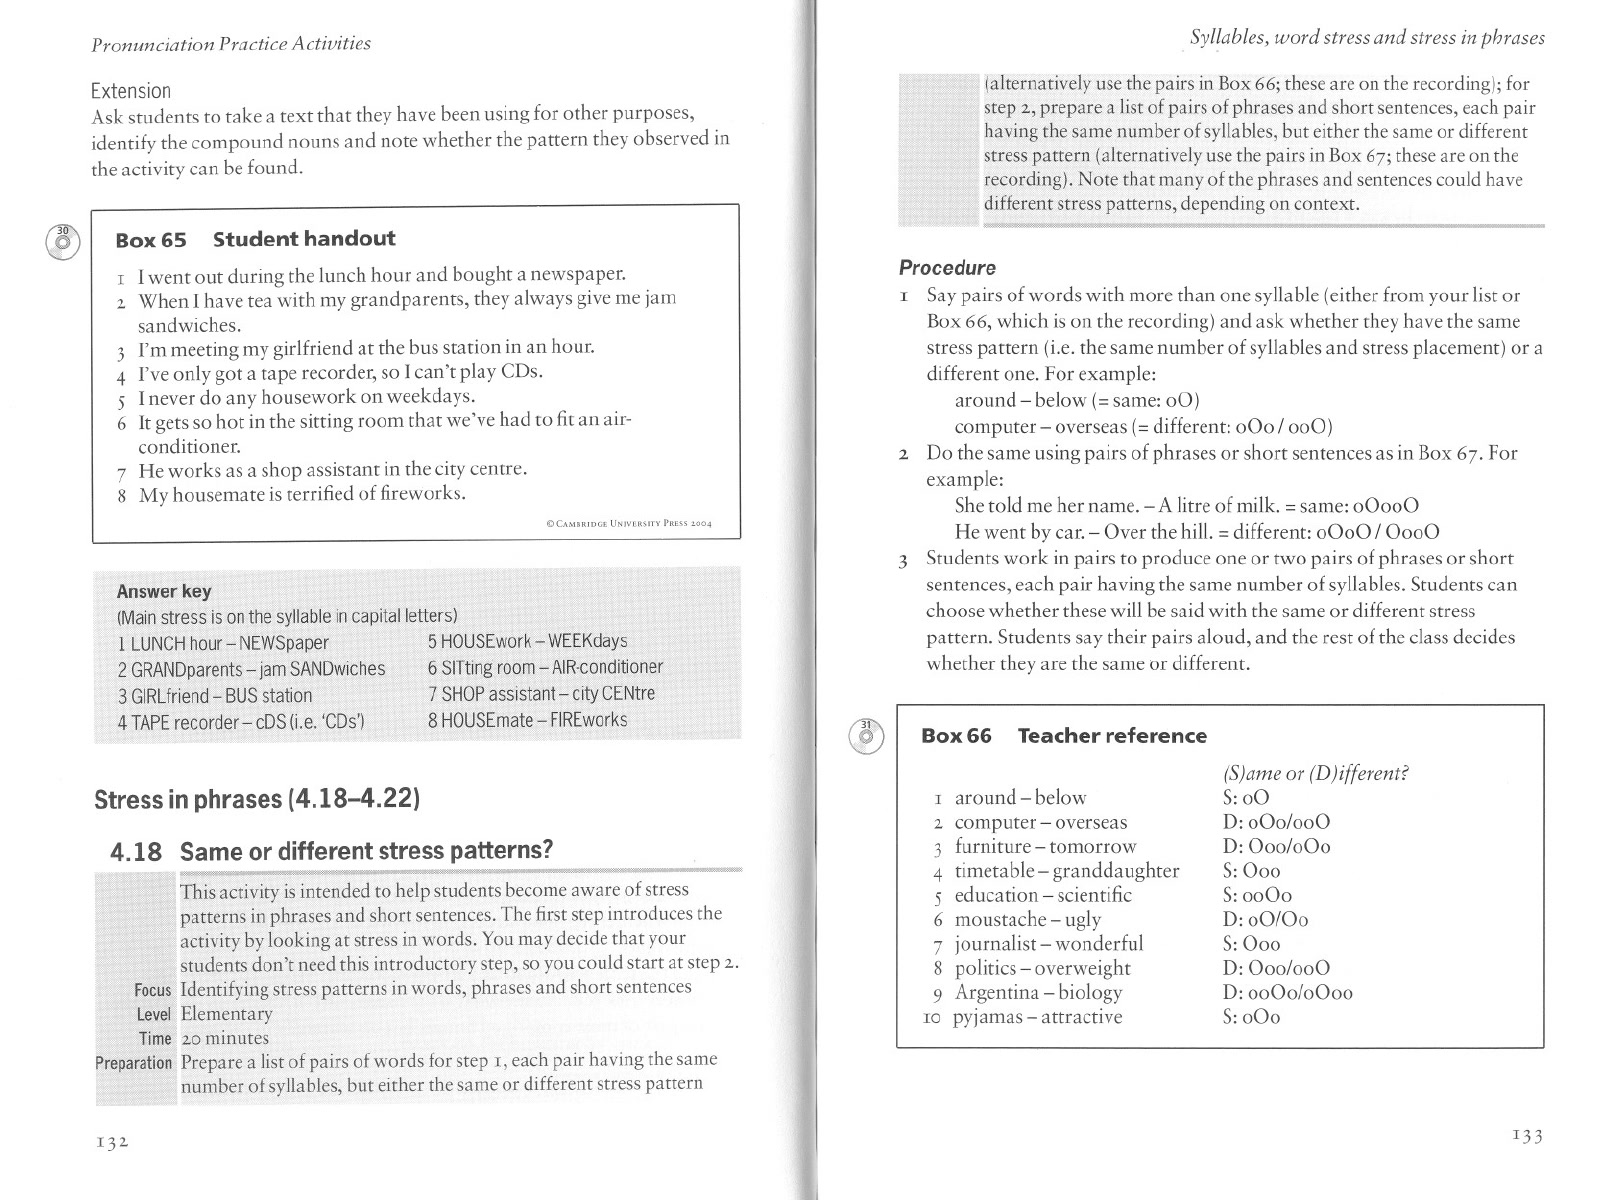 Pronunciation Practice Activities
Extension
Ask students to take a text that they have been using for other purposes,
identify the compound nouns and note whether the pattern they observed in
the activity can be found.
30
Box 65 Student handout
1 I went out during the lunch hour and bought a newspaper.
2 When I have tea with my grandparents, they always give me jam
sandwiches.
3 I'm meeting my girlfriend at the bus station in an hour.
4 I've only got a tape recorder, so I can't play CDs.
5 I never do any housework on weekdays.
6 It gets so hot in the sitting room that we've had to fit an air-
conditioner.
7 He works as a shop assistant in the city centre.
8 My housemate is terrified of fireworks.
© CAMBRIDGE UNIVERSITY PRESS 2004
Answer key
(Main stress is on the syllable in capital letters)
1 LUNCH hour – NEWSpaper
2 GRANDparents – jam SANDwiches
3 GIRLfriend – BUS station
4 TAPE recorder – cDS (i.e. 'CDs')
5 HOUSEwork – WEEKdays
6 SITting room – AIR-conditioner
7 SHOP assistant – city CENtre
8 HOUSEmate – FIREworks
Stress in phrases (4.18–4.22)
4.18 Same or different stress patterns?
This activity is intended to help students become aware of stress
patterns in phrases and short sentences. The first step introduces the
activity by looking at stress in words. You may decide that your
students don't need this introductory step, so you could start at step 2.
Focus Identifying stress patterns in words, phrases and short sentences
Level Elementary
Time 20 minutes
Preparation Prepare a list of pairs of words for step 1, each pair having the same
number of syllables, but either the same or different stress pattern
132
Syllables, word stress and stress in phrases
(alternatively use the pairs in Box 66; these are on the recording); for
step 2, prepare a list of pairs of phrases and short sentences, each pair
having the same number of syllables, but either the same or different
stress pattern (alternatively use the pairs in Box 67; these are on the
recording). Note that many of the phrases and sentences could have
different stress patterns, depending on context.
Procedure
1 Say pairs of words with more than one syllable (either from your list or
Box 66, which is on the recording) and ask whether they have the same
stress pattern (i.e. the same number of syllables and stress placement) or a
different one. For example:
around – below (= same: oO)
computer – overseas (= different: oOo / ooO)
2 Do the same using pairs of phrases or short sentences as in Box 67. For
example:
She told me her name. – A litre of milk. = same: oOooO
He went by car. – Over the hill. = different: oOoO / OooO
3 Students work in pairs to produce one or two pairs of phrases or short
sentences, each pair having the same number of syllables. Students can
choose whether these will be said with the same or different stress
pattern. Students say their pairs aloud, and the rest of the class decides
whether they are the same or different.
31
Box 66 Teacher reference
(S)ame or (D)ifferent?
1 around – below S: oO
2 computer – overseas D: oOo/ooO
3 furniture – tomorrow D: Ooo/oOo
4 timetable – granddaughter S: Ooo
5 education – scientific S: ooOo
6 moustache – ugly D: oO/Oo
7 journalist – wonderful S: Ooo
8 politics – overweight D: Ooo/ooO
9 Argentina – biology D: ooOo/oOoo
10 pyjamas – attractive S: oOo
133